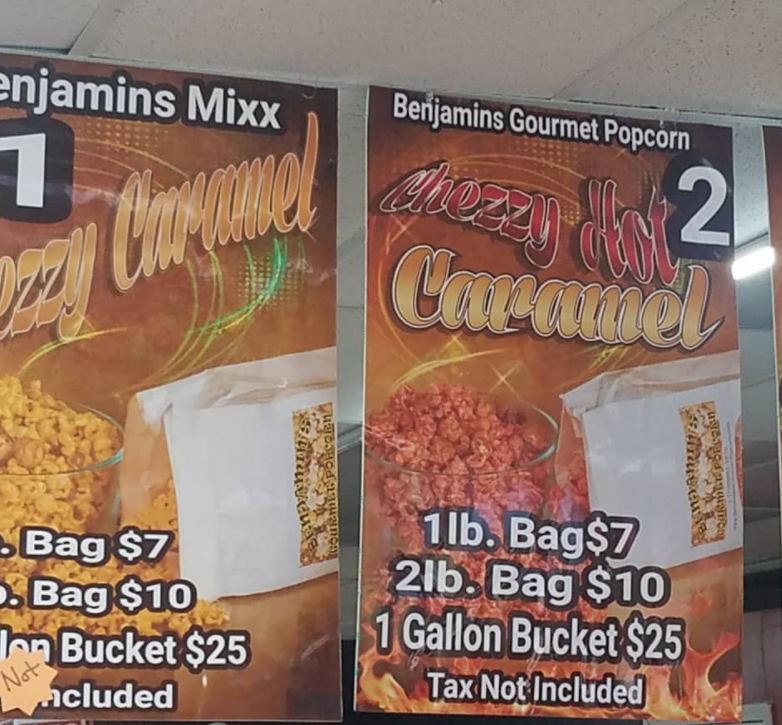 enjamins Mixx
1
ezzy Caramel
. Bag $7
. Bag $10
lon Bucket $25
Not
ncluded
Benjamins Gourmet Popcorn
2
Chezzy Hot
Caramel
1lb. Bag$7
2lb. Bag $10
1 Gallon Bucket $25
Tax Not Included